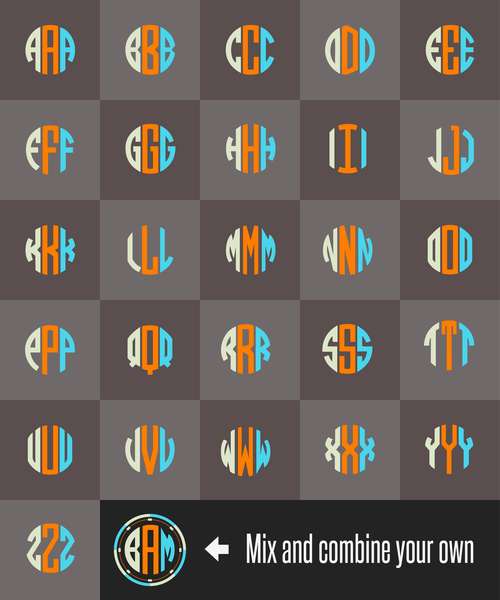 AAA BBB CCC DDD EEE
FFF GGG HHH III JJJ
KKK LLL MMM NNN OOO
PPP QQQ RRR SSS TTT
UUU VVV WWW XXX YYY
ZZZ BAM Mix and combine your own